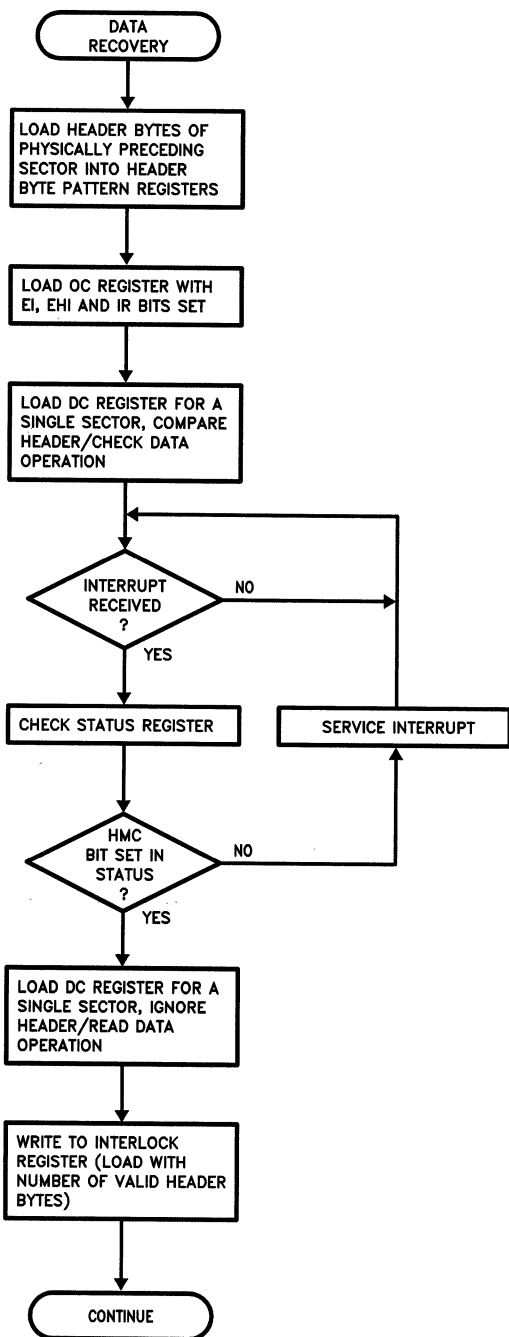 DATA
RECOVERY
LOAD HEADER BYTES OF
PHYSICALLY PRECEDING
SECTOR INTO HEADER
BYTE PATTERN REGISTERS
LOAD OC REGISTER WITH
EI, EHI AND IR BITS SET
LOAD DC REGISTER FOR A
SINGLE SECTOR, COMPARE
HEADER/CHECK DATA
OPERATION
INTERRUPT
RECEIVED
?
NO
YES
CHECK STATUS REGISTER
SERVICE INTERRUPT
HMC
BIT SET IN
STATUS
?
NO
YES
LOAD DC REGISTER FOR A
SINGLE SECTOR, IGNORE
HEADER/READ DATA
OPERATION
WRITE TO INTERLOCK
REGISTER (LOAD WITH
NUMBER OF VALID HEADER
BYTES)
CONTINUE